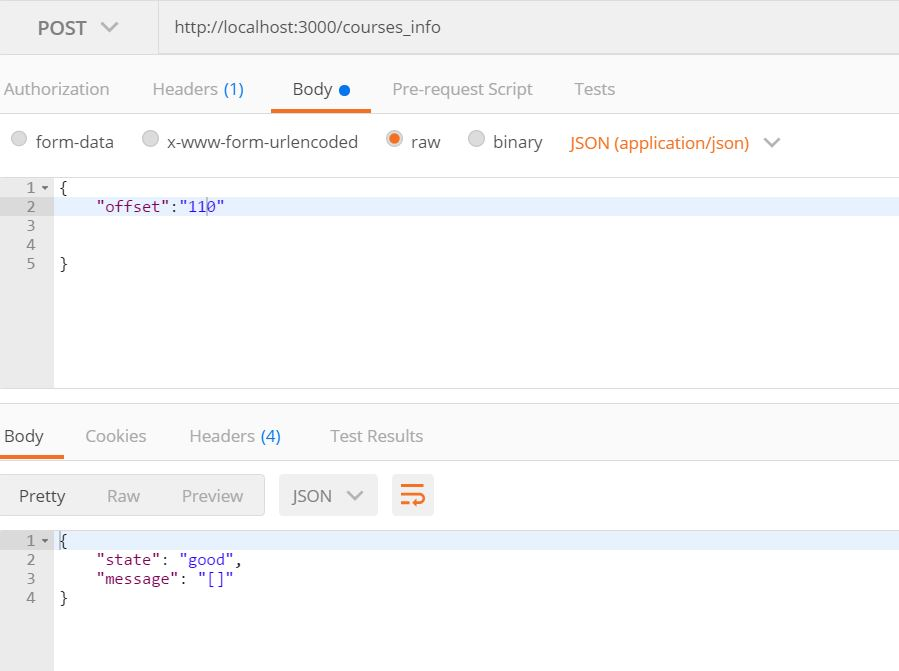 POST http://localhost:3000/courses_info
Authorization Headers (1) Body Pre-request Script Tests
form-data x-www-form-urlencoded raw binary JSON (application/json)
1 {
2 "offset":"110"
3
4
5 }
Body Cookies Headers (4) Test Results
Pretty Raw Preview JSON
1 {
2 "state": "good",
3 "message": "[]"
4 }